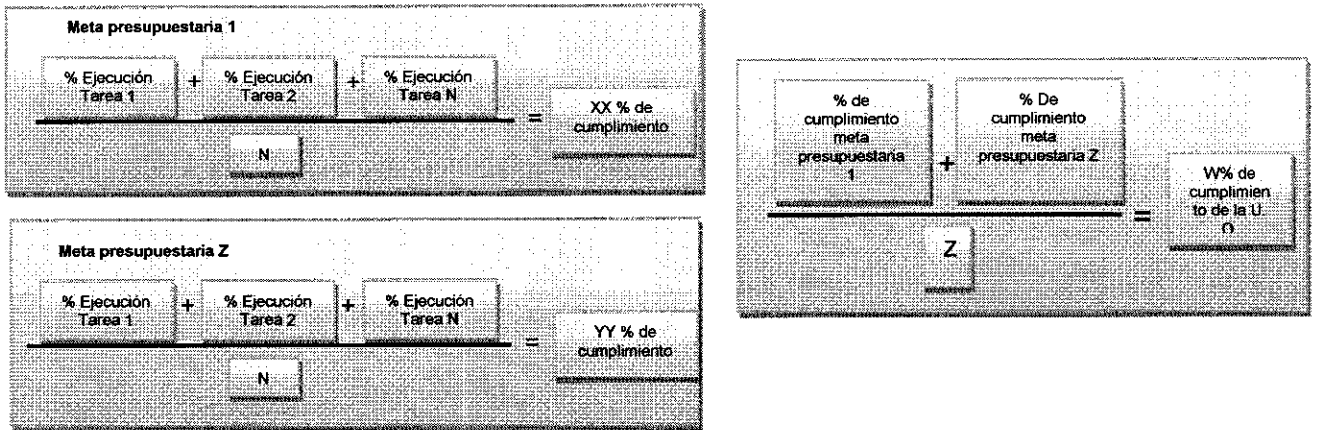 Meta presupuestaria 1
% Ejecución
Tarea 1
+
% Ejecución
Tarea 2
+
% Ejecución
Tarea N
N
=
XX % de
cumplimiento
Meta presupuestaria Z
% Ejecución
Tarea 1
+
% Ejecución
Tarea 2
+
% Ejecución
Tarea N
N
=
YY % de
cumplimiento
% de
cumplimiento
meta
presupuestaria
1
+
% De
cumplimiento
meta
presupuestaria Z
Z
=
W% de
cumplimien
to de la U.
O